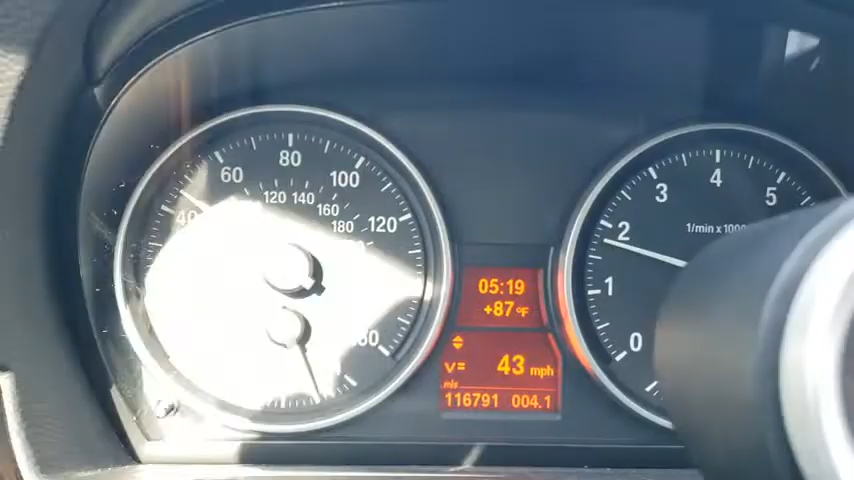 40 60 80 100 120
120 140 160 180
05:19
+87°F
V= 43 mph
mls
116791 004.1
0 1 2 3 4 5
1/min x 1000